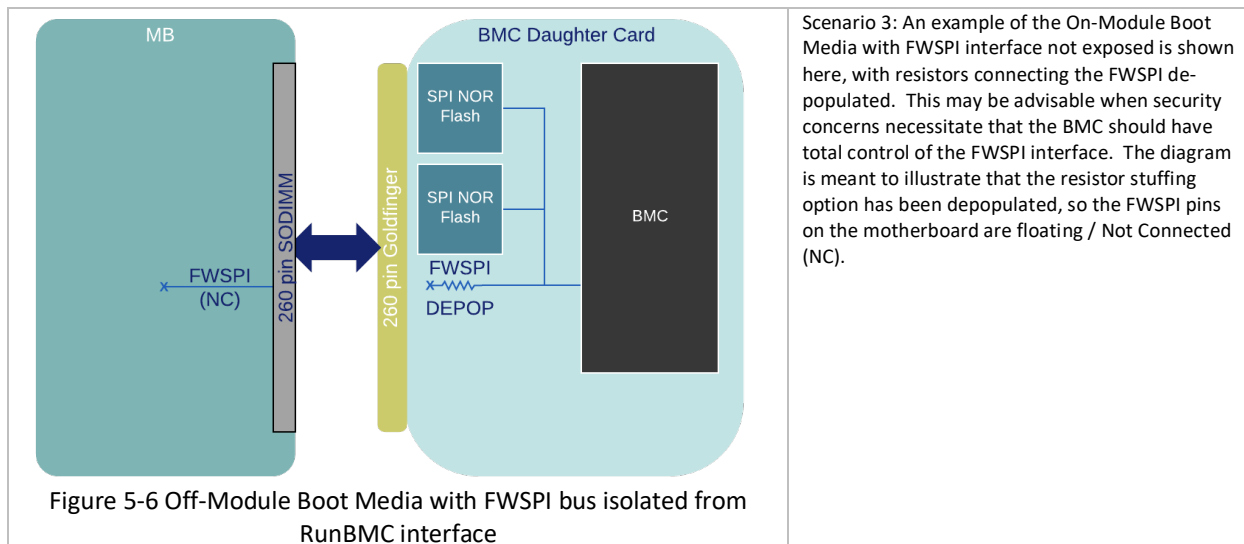 MB
BMC Daughter Card
SPI NOR
Flash
SPI NOR
Flash
BMC
260 pin SODIMM
260 pin Goldfinger
FWSPI
(NC)
FWSPI
DEPOP
Figure 5-6 Off-Module Boot Media with FWSPI bus isolated from
RunBMC interface
Scenario 3: An example of the On-Module Boot
Media with FWSPI interface not exposed is shown
here, with resistors connecting the FWSPI de-
populated.  This may be advisable when security
concerns necessitate that the BMC should have
total control of the FWSPI interface.  The diagram
is meant to illustrate that the resistor stuffing
option has been depopulated, so the FWSPI pins
on the motherboard are floating / Not Connected
(NC).